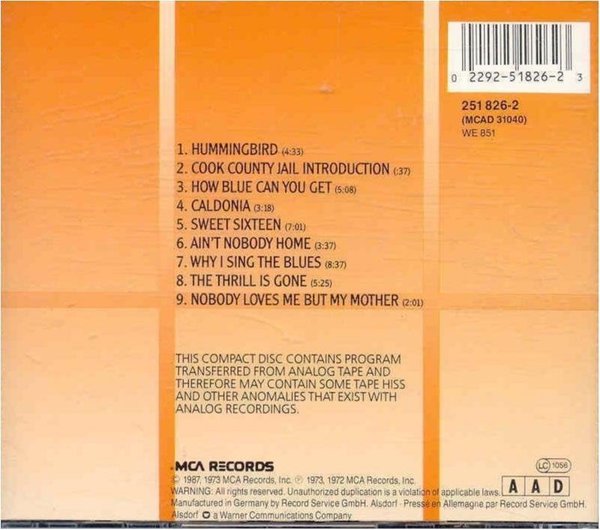 0 2292-51826-2 3
251 826-2
(MCAD 31040)
WE 851
1. HUMMINGBIRD (4:33)
2. COOK COUNTY JAIL INTRODUCTION (:37)
3. HOW BLUE CAN YOU GET (5:08)
4. CALDONIA (3:18)
5. SWEET SIXTEEN (7:01)
6. AIN'T NOBODY HOME (3:37)
7. WHY I SING THE BLUES (8:37)
8. THE THRILL IS GONE (5:25)
9. NOBODY LOVES ME BUT MY MOTHER (2:01)
THIS COMPACT DISC CONTAINS PROGRAM
TRANSFERRED FROM ANALOG TAPE AND
THEREFORE MAY CONTAIN SOME TAPE HISS
AND OTHER ANOMALIES THAT EXIST WITH
ANALOG RECORDINGS.
MCA RECORDS
© 1987, 1973 MCA Records, Inc. ℗ 1973, 1972 MCA Records, Inc.
WARNING: All rights reserved. Unauthorized duplication is a violation of applicable laws.
Manufactured in Germany by Record Service GmbH. Alsdorf · Pressé en Allemagne par Record Service GmbH.
Alsdorf a Warner Communications Company
LC 1056
A A D